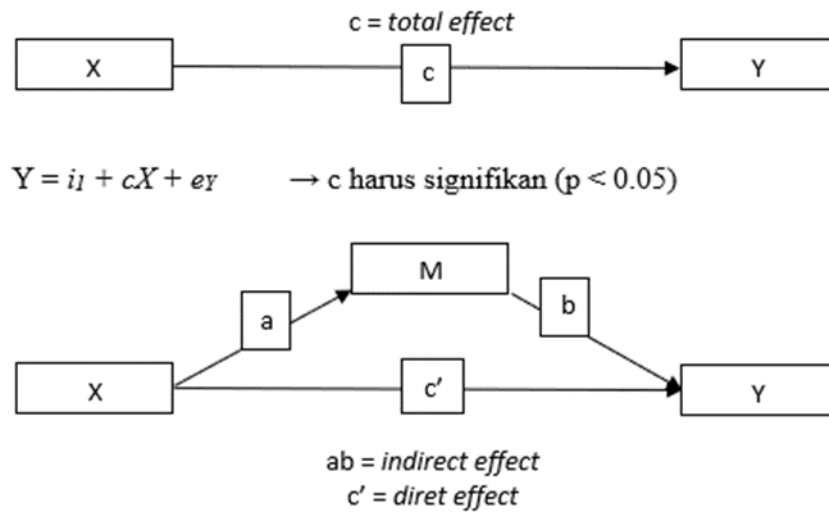 c = total effect
X
c
Y
Y = i1 + cX + eY → c harus signifikan (p < 0.05)
M
a
b
X
c'
Y
ab = indirect effect
c' = diret effect